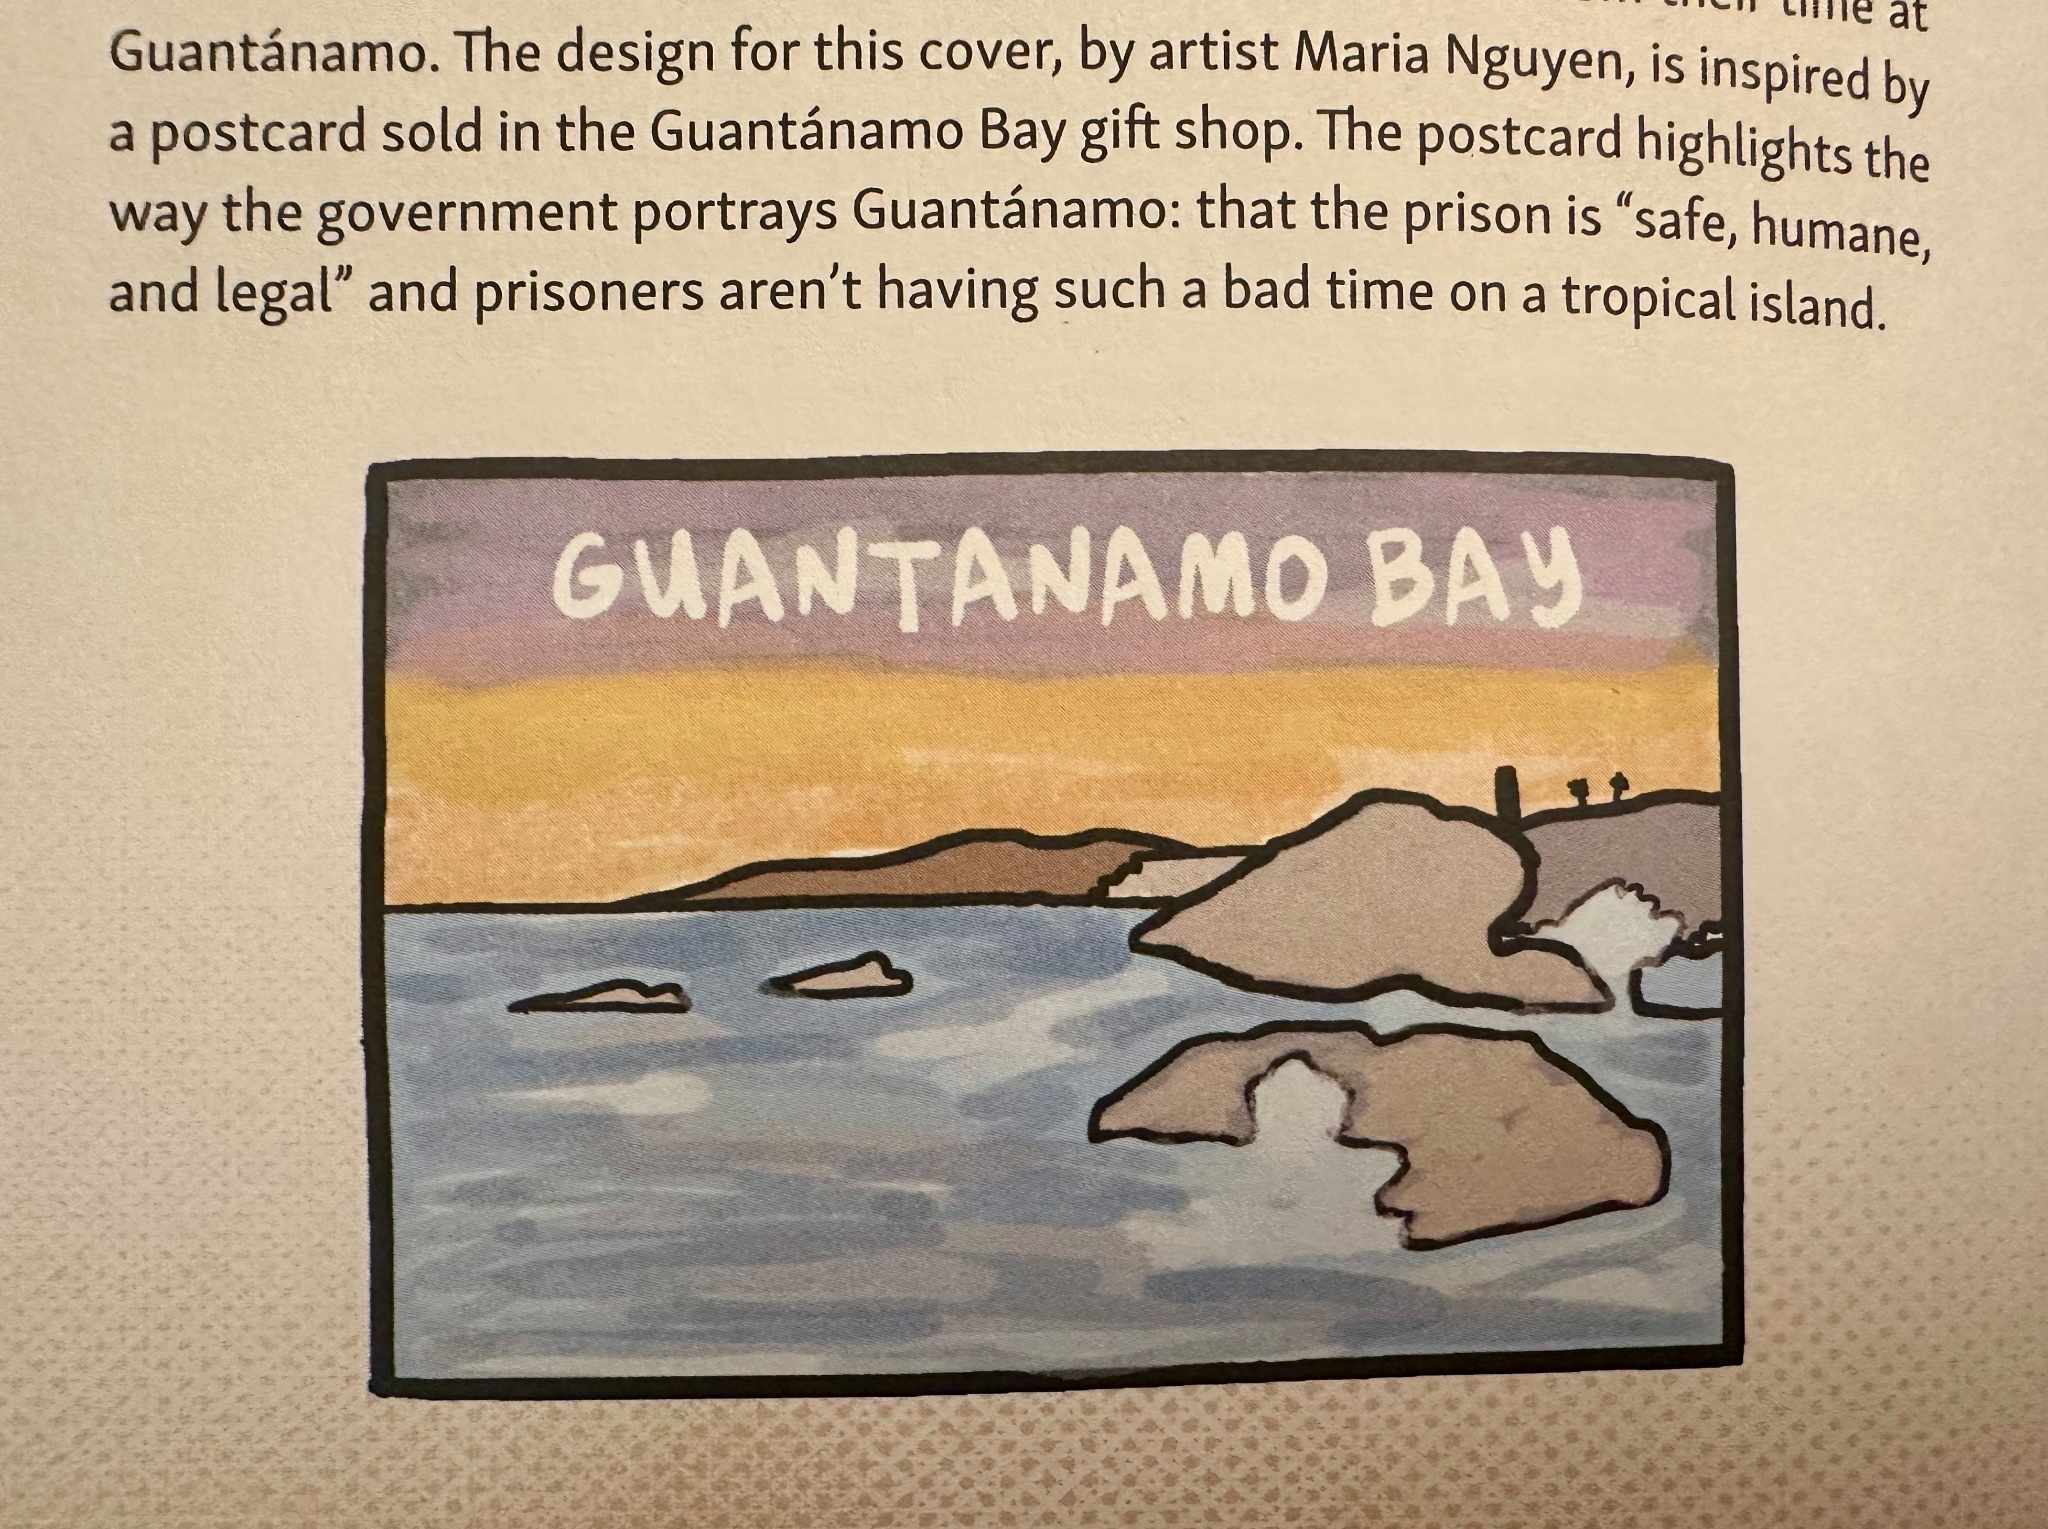 their time at
Guantánamo. The design for this cover, by artist Maria Nguyen, is inspired by
a postcard sold in the Guantánamo Bay gift shop. The postcard highlights the
way the government portrays Guantánamo: that the prison is “safe, humane,
and legal” and prisoners aren’t having such a bad time on a tropical island.
GUANTANAMO BAY